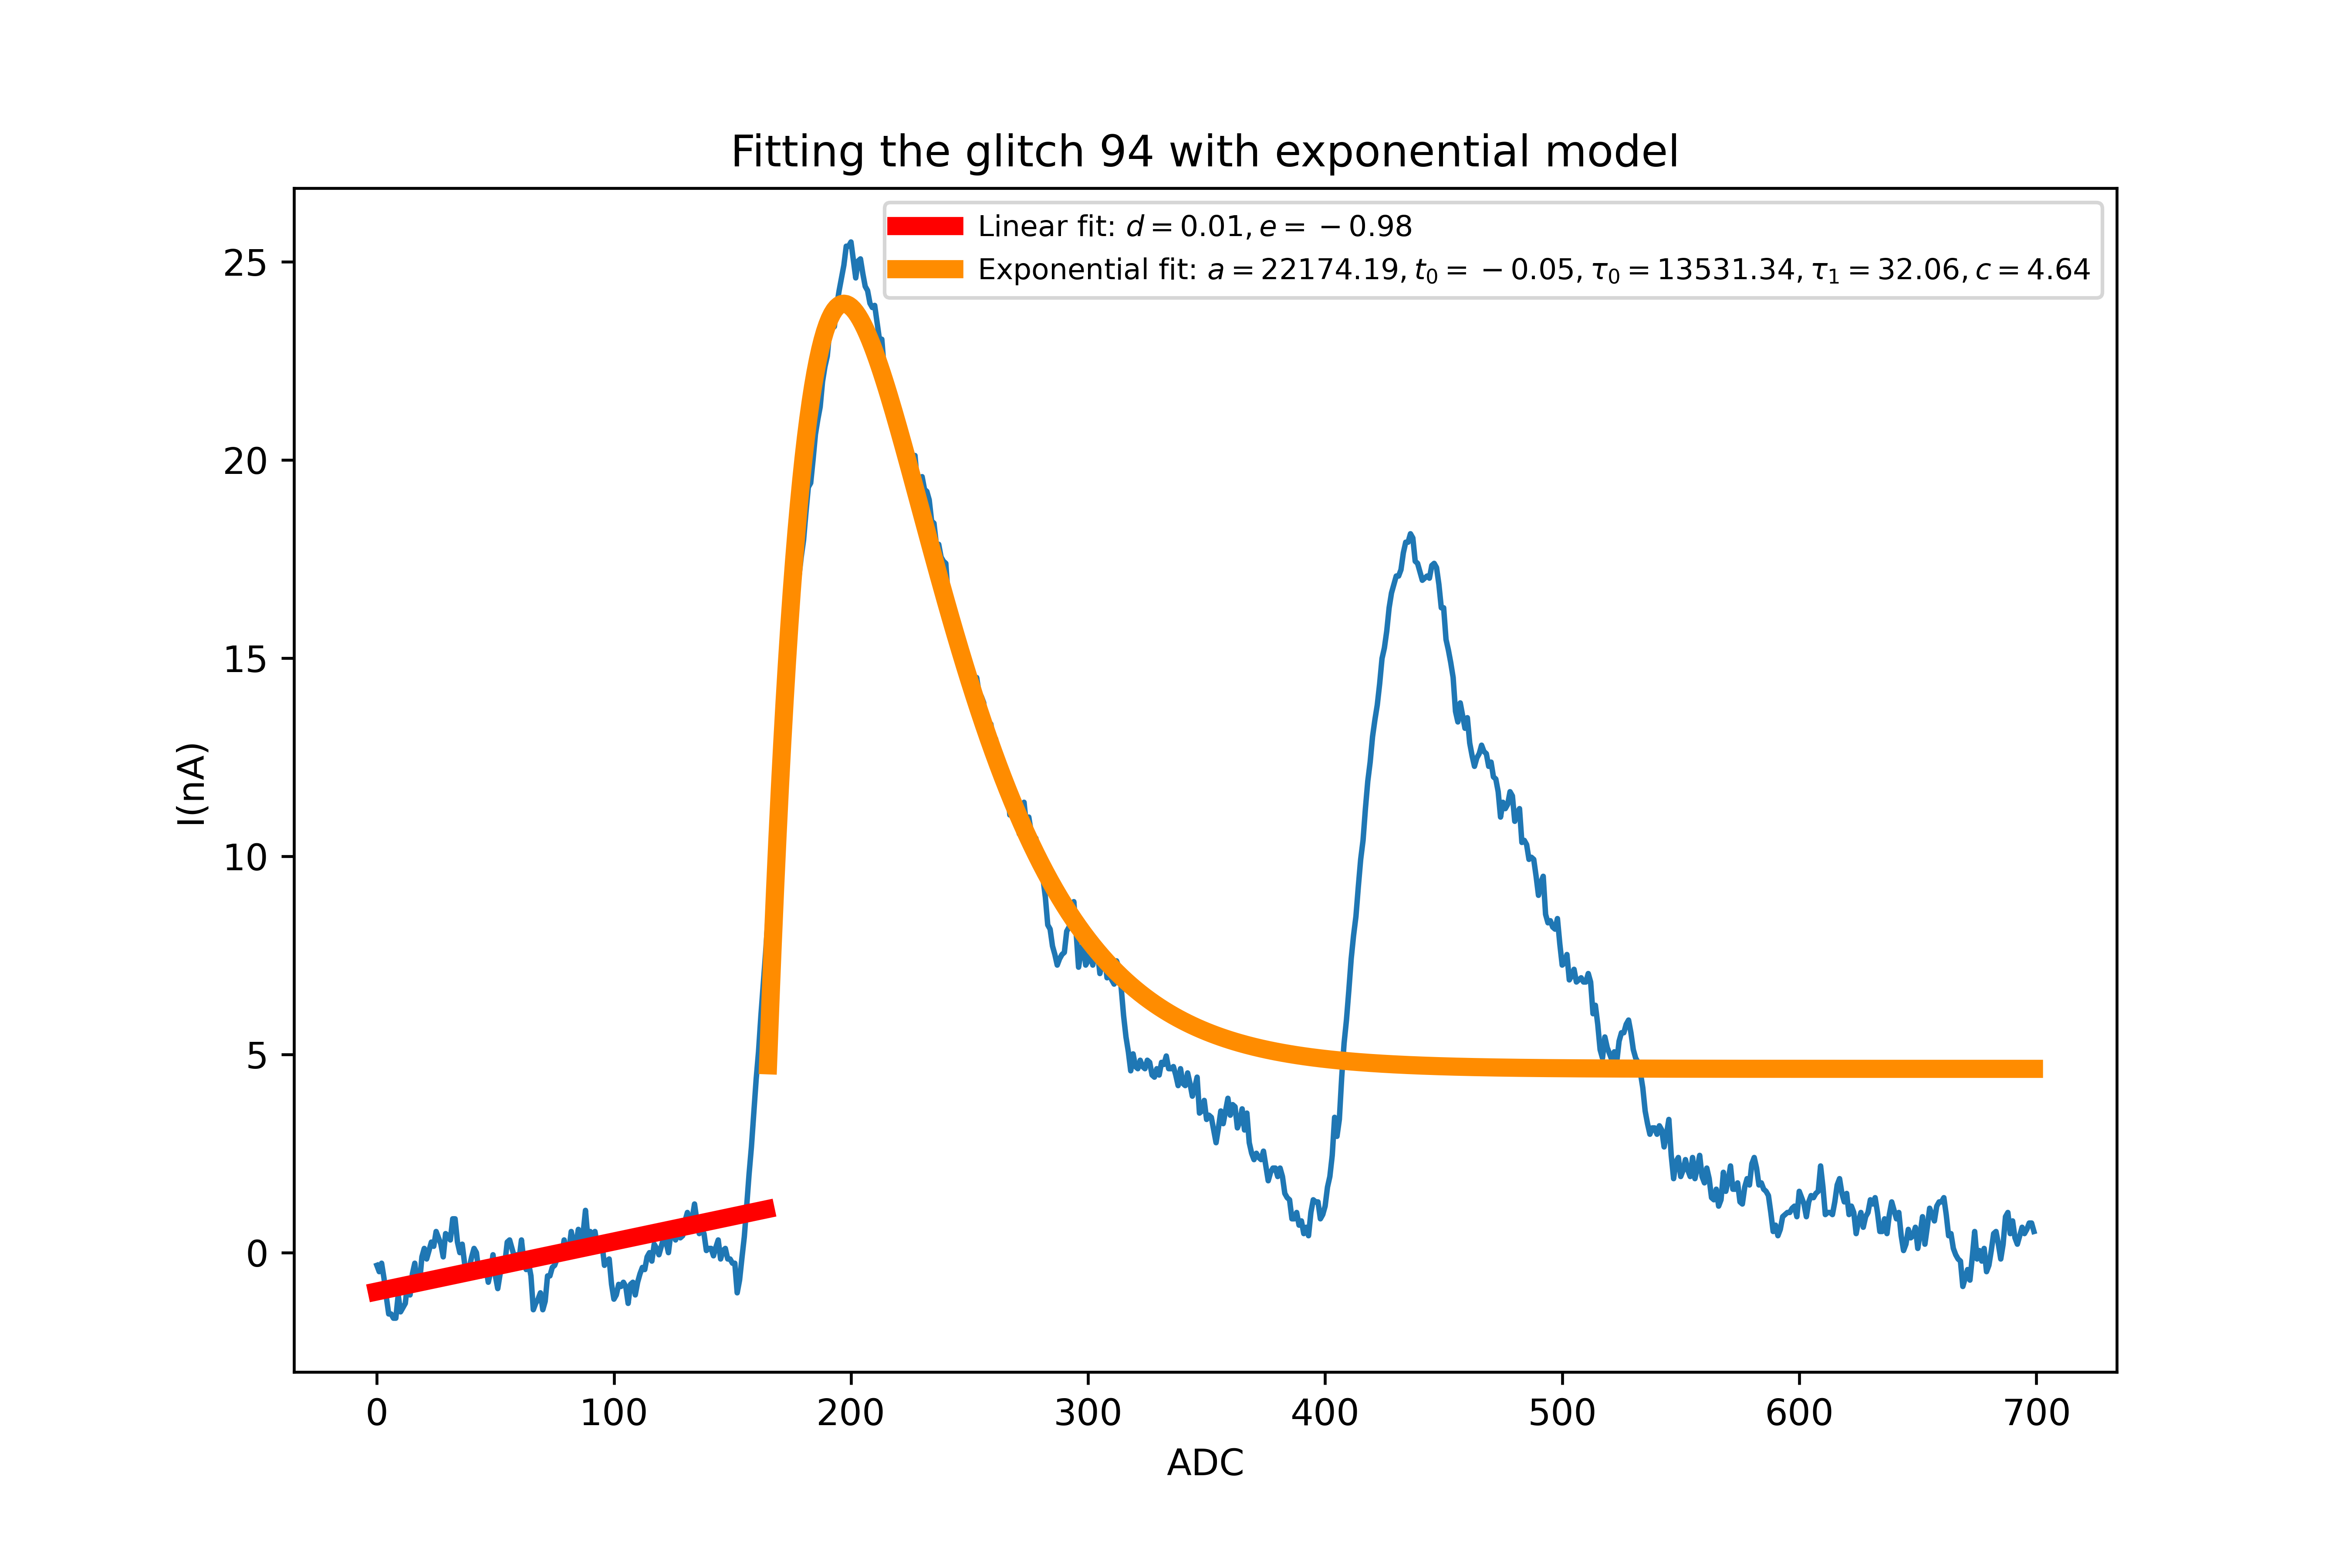 Fitting the glitch 94 with exponential model
Linear fit: d = 0.01, e = −0.98
Exponential fit: a = 22174.19, t₀ = −0.05, τ₀ = 13531.34, τ₁ = 32.06, c = 4.64
25
20
15
10
5
0
I(nA)
0 100 200 300 400 500 600 700
ADC